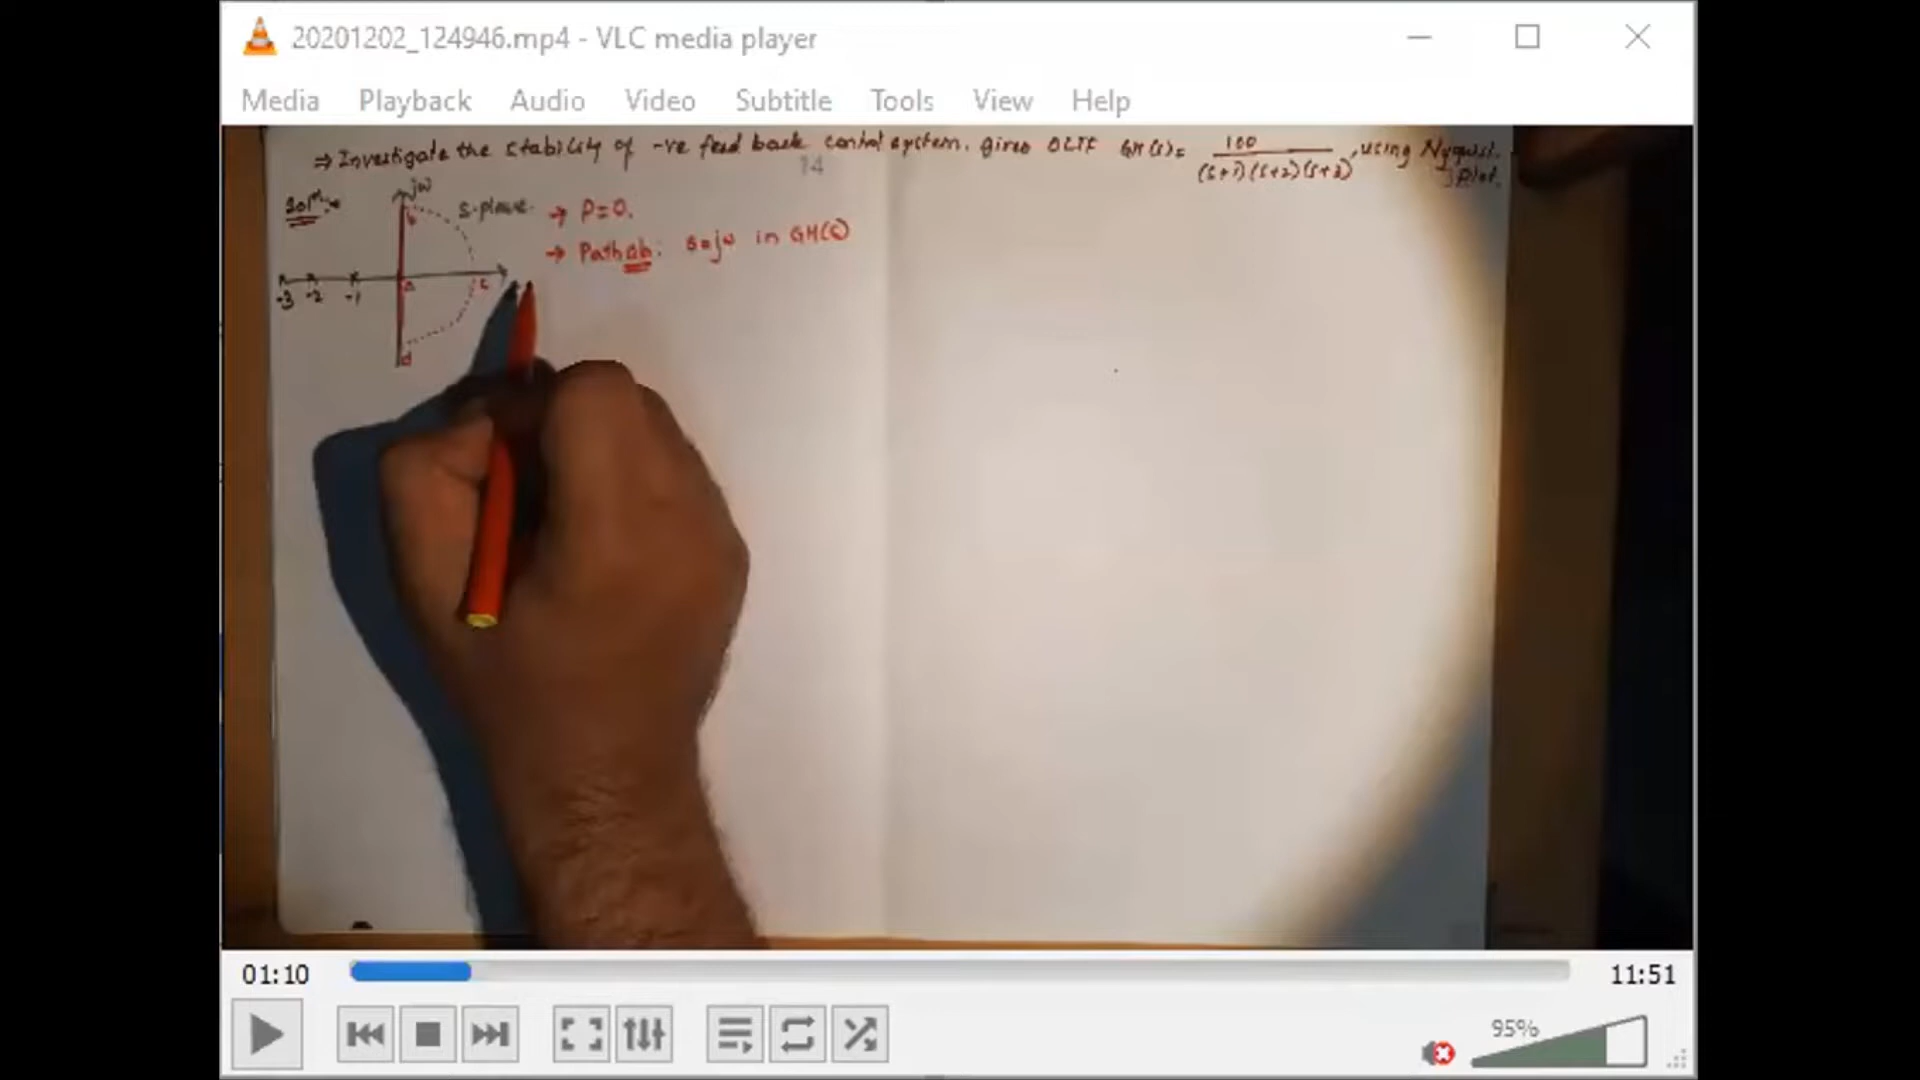 20201202_124946.mp4 - VLC media player
Media Playback Audio Video Subtitle Tools View Help
⇒ Investigate the stability of -ve feed back control system, given OLTF GH(s) = 100 / (s+1)(s+2)(s+3), using Nyquist Plot.
14
Solⁿ:-
jω
b
s-plane
→ P=0.
→ Path ab: s=jω in GH(s)
-3 -2 -1 a c
d
01:10
11:51
95%